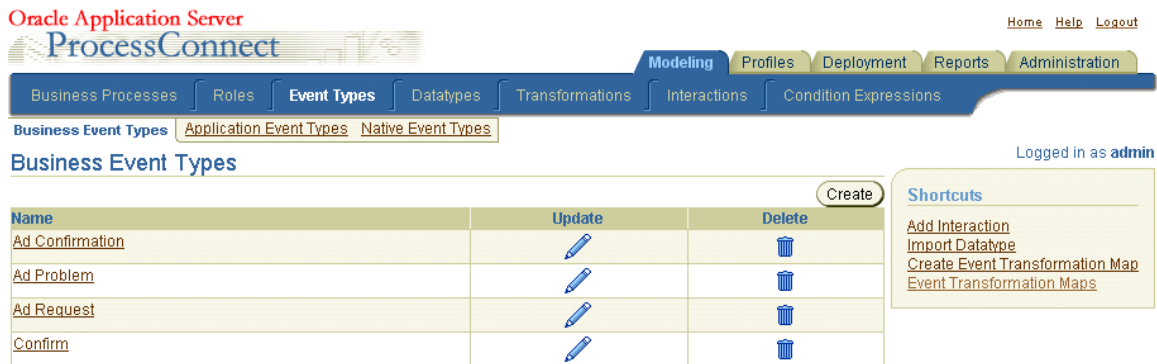 Oracle Application Server
ProcessConnect
Home Help Logout
Modeling Profiles Deployment Reports Administration
Business Processes Roles Event Types Datatypes Transformations Interactions Condition Expressions
Business Event Types Application Event Types Native Event Types
Logged in as admin
Business Event Types
Create
Name Update Delete
Ad Confirmation
Ad Problem
Ad Request
Confirm
Shortcuts
Add Interaction
Import Datatype
Create Event Transformation Map
Event Transformation Maps